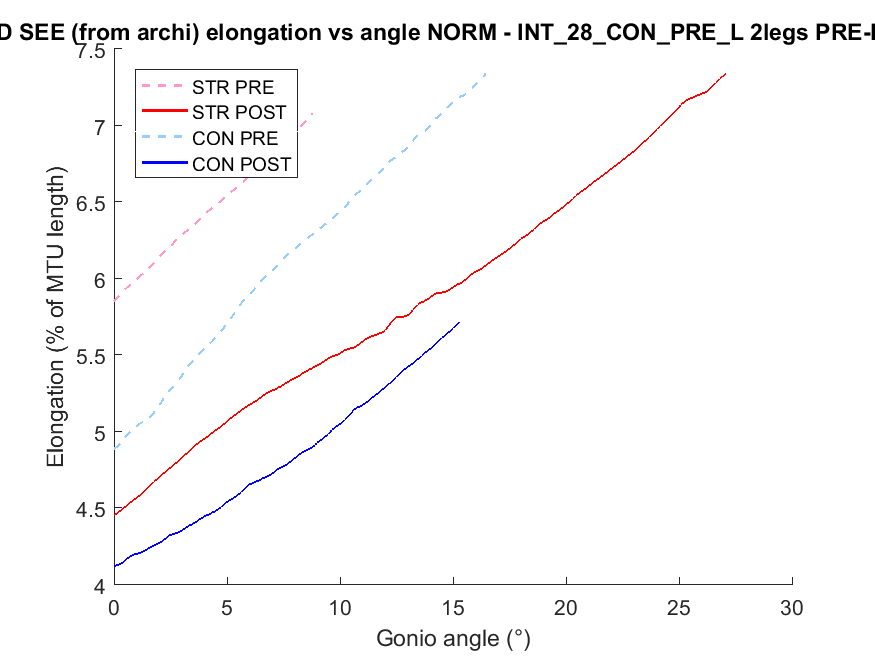 D SEE (from archi) elongation vs angle NORM - INT_28_CON_PRE_L 2legs PRE-
7.5
STR PRE
STR POST
CON PRE
CON POST
7
6.5
6
5.5
5
4.5
4
Elongation (% of MTU length)
0 5 10 15 20 25 30
Gonio angle (°)